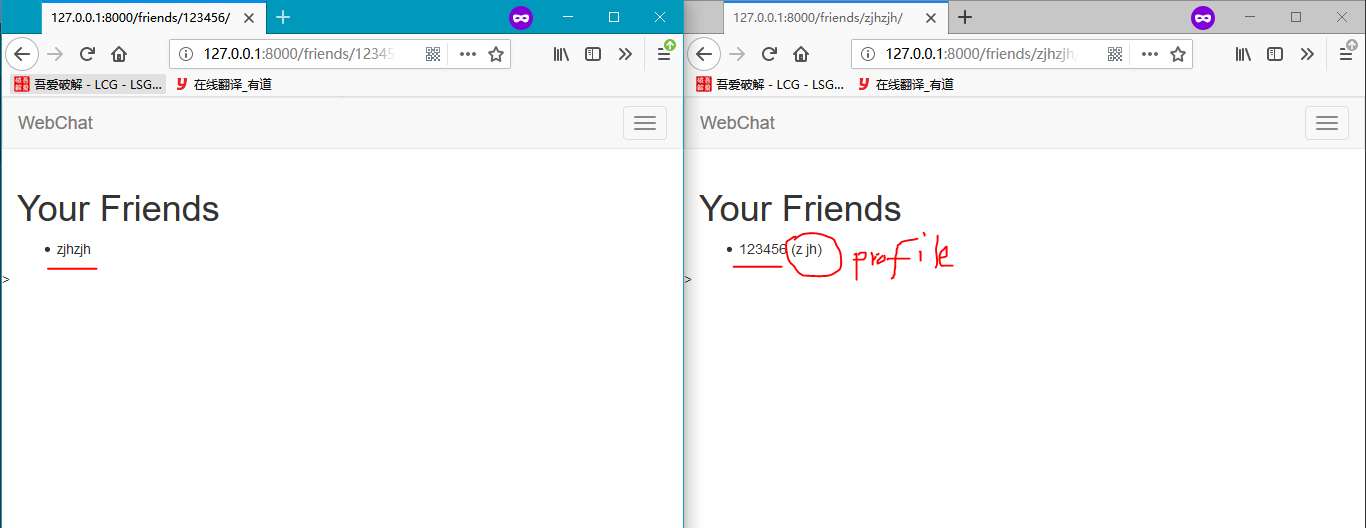 127.0.0.1:8000/friends/123456/
127.0.0.1:8000/friends/12345
吾爱破解 - LCG - LSG... 在线翻译_有道
WebChat
Your Friends
• zjhzjh
>
127.0.0.1:8000/friends/zjhzjh/
127.0.0.1:8000/friends/zjhzjh
吾爱破解 - LCG - LSG... 在线翻译_有道
WebChat
Your Friends
• 123456 (z jh) profile
>